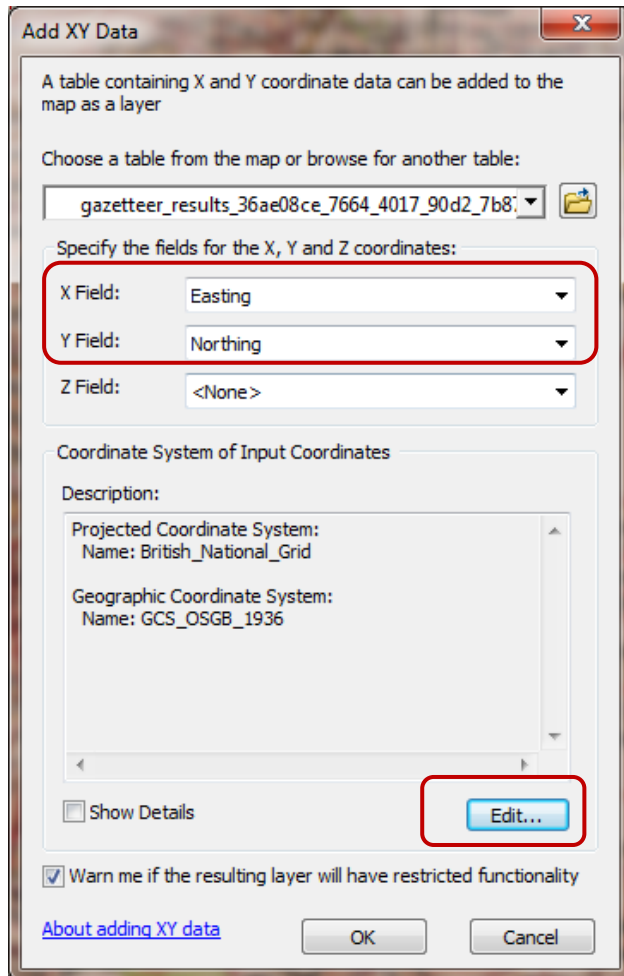 Add XY Data
A table containing X and Y coordinate data can be added to the
map as a layer
Choose a table from the map or browse for another table:
gazetteer_results_36ae08ce_7664_4017_90d2_7b87
Specify the fields for the X, Y and Z coordinates:
X Field: Easting
Y Field: Northing
Z Field: <None>
Coordinate System of Input Coordinates
Description:
Projected Coordinate System:
Name: British_National_Grid
Geographic Coordinate System:
Name: GCS_OSGB_1936
Show Details Edit...
Warn me if the resulting layer will have restricted functionality
About adding XY data OK Cancel